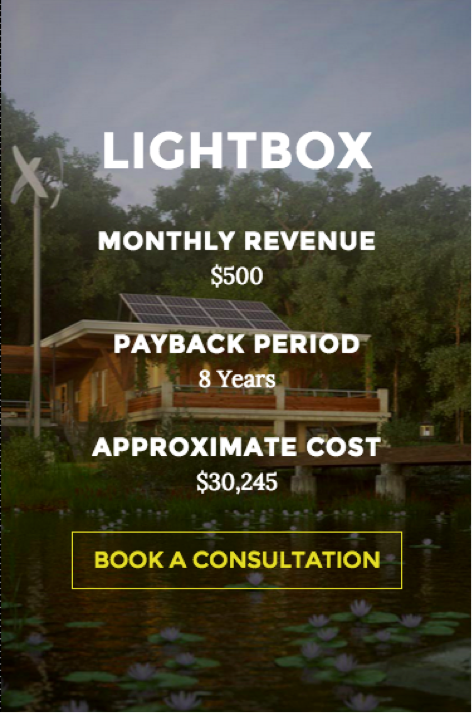 LIGHTBOX
MONTHLY REVENUE
$500
PAYBACK PERIOD
8 Years
APPROXIMATE COST
$30,245
BOOK A CONSULTATION